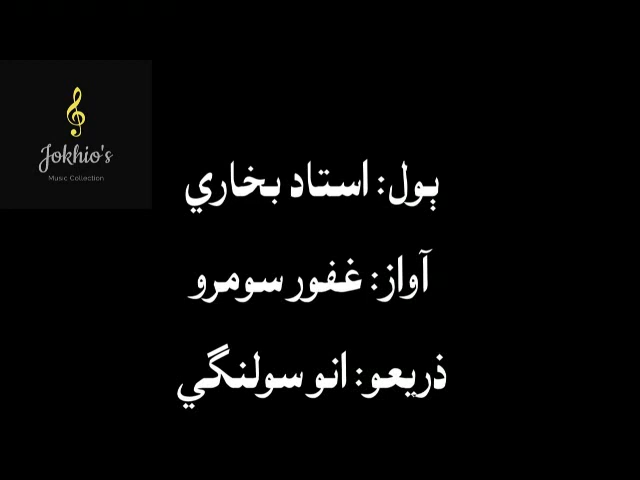 Jokhio's
Music Collection
ٻول: استاد بخاري
آواز: غفور سومرو
ذريعو: انو سولنگي